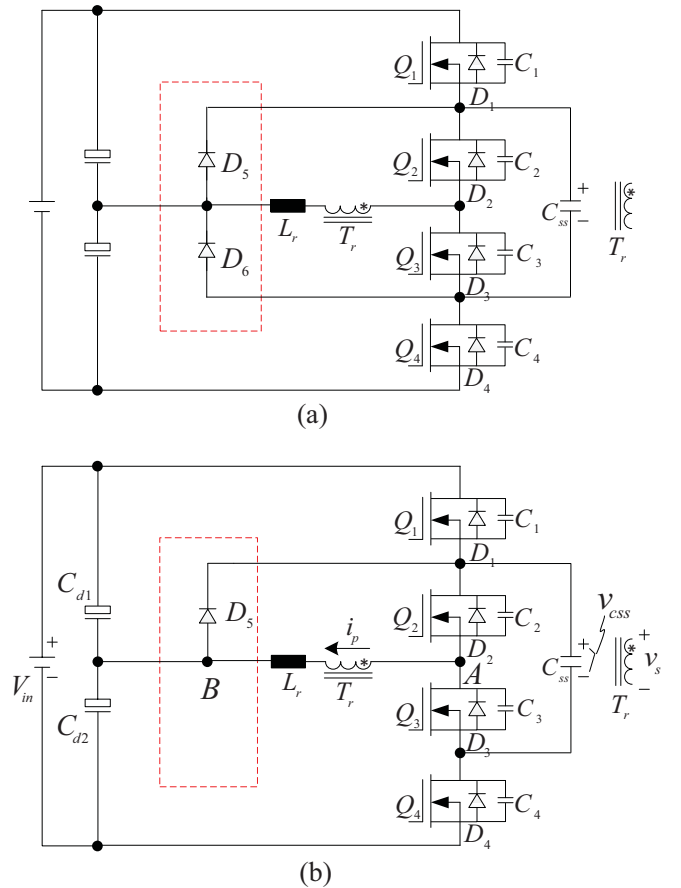 Q1
C1
D1
D5
Q2
C2
D2
Lr
Tr
*
Css
+
−
*
Tr
D6
Q3
C3
D3
Q4
C4
D4
(a)
Q1
C1
D1
Cd1
D5
Q2
C2
vcss
ip
D2
+
Vin
−
B
Lr
*
Tr
A
Css
+
−
*
+
vs
−
Tr
Cd2
Q3
C3
D3
Q4
C4
D4
(b)